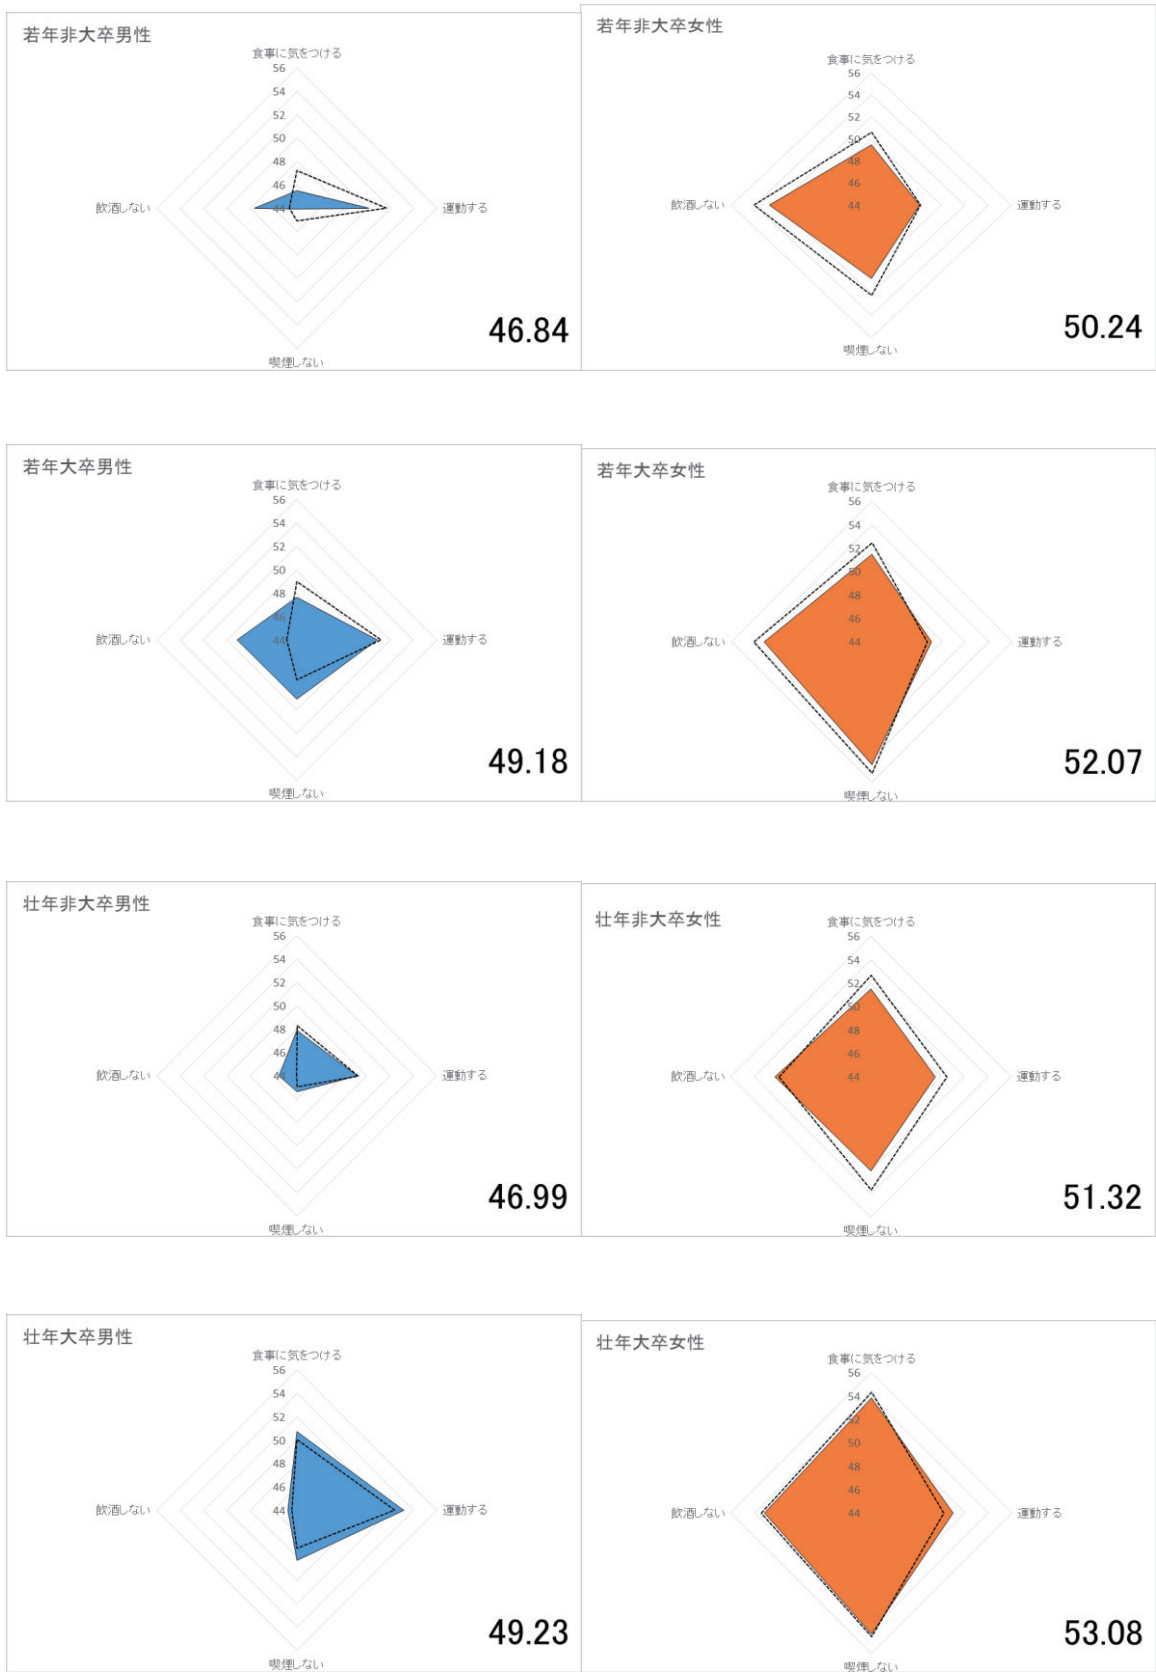 若年非大卒男性
食事に気をつける
56
54
52
50
48
46
44
飲酒しない
運動する
喫煙しない
46.84
若年非大卒女性
食事に気をつける
56
54
52
50
48
46
44
飲酒しない
運動する
喫煙しない
50.24
若年大卒男性
食事に気をつける
56
54
52
50
48
46
44
飲酒しない
運動する
喫煙しない
49.18
若年大卒女性
食事に気をつける
56
54
52
50
48
46
44
飲酒しない
運動する
喫煙しない
52.07
壮年非大卒男性
食事に気をつける
56
54
52
50
48
46
44
飲酒しない
運動する
喫煙しない
46.99
壮年非大卒女性
食事に気をつける
56
54
52
50
48
46
44
飲酒しない
運動する
喫煙しない
51.32
壮年大卒男性
食事に気をつける
56
54
52
50
48
46
44
飲酒しない
運動する
喫煙しない
49.23
壮年大卒女性
食事に気をつける
56
54
52
50
48
46
44
飲酒しない
運動する
喫煙しない
53.08